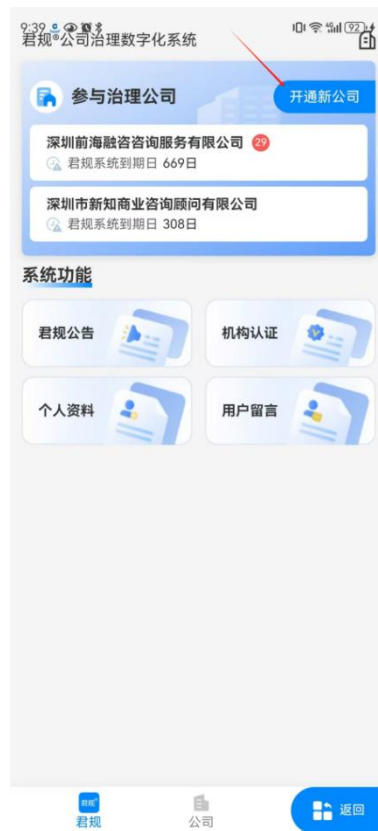 9:39
92
君规®公司治理数字化系统
参与治理公司
开通新公司
深圳前海融咨咨询服务有限公司 29
君规系统到期日 669日
深圳市新知商业咨询顾问有限公司
君规系统到期日 308日
系统功能
君规公告
机构认证
个人资料
用户留言
君规
公司
返回